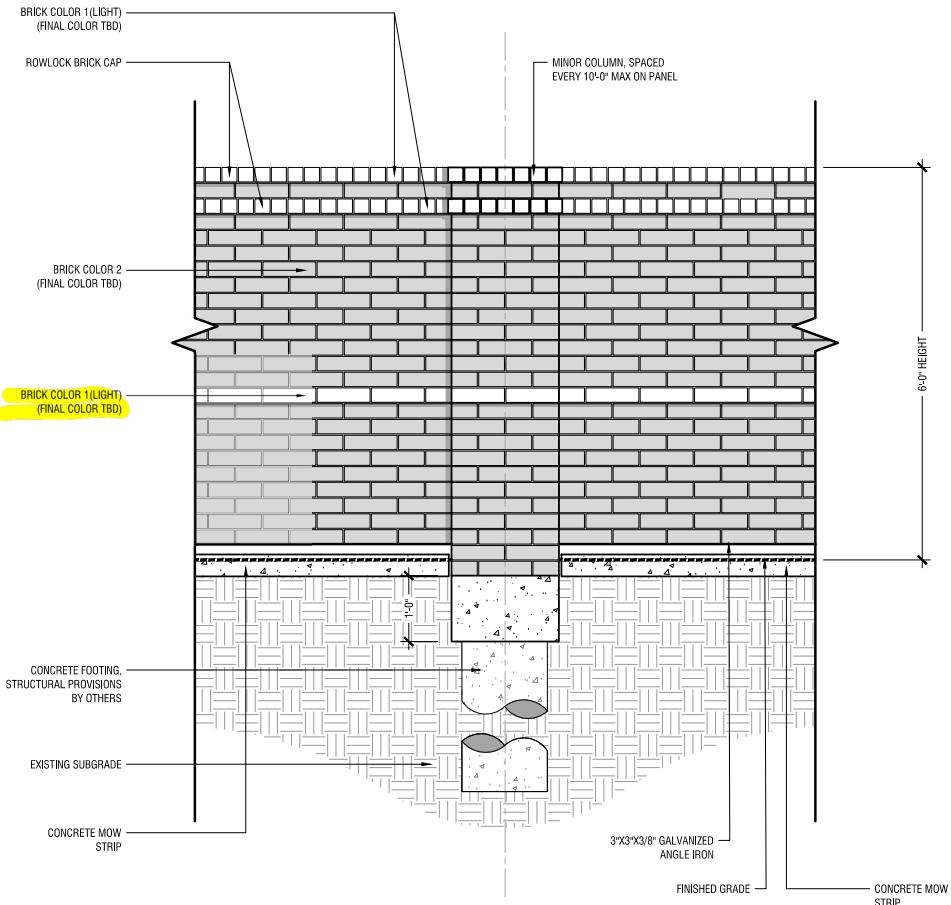 BRICK COLOR 1(LIGHT)
(FINAL COLOR TBD)
ROWLOCK BRICK CAP
MINOR COLUMN, SPACED
EVERY 10'-0" MAX ON PANEL
BRICK COLOR 2
(FINAL COLOR TBD)
6'-0" HEIGHT
BRICK COLOR 1(LIGHT)
(FINAL COLOR TBD)
1'-0"
CONCRETE FOOTING,
STRUCTURAL PROVISIONS
BY OTHERS
EXISTING SUBGRADE
CONCRETE MOW
STRIP
3"X3"X3/8" GALVANIZED
ANGLE IRON
FINISHED GRADE
CONCRETE MOW
STRIP